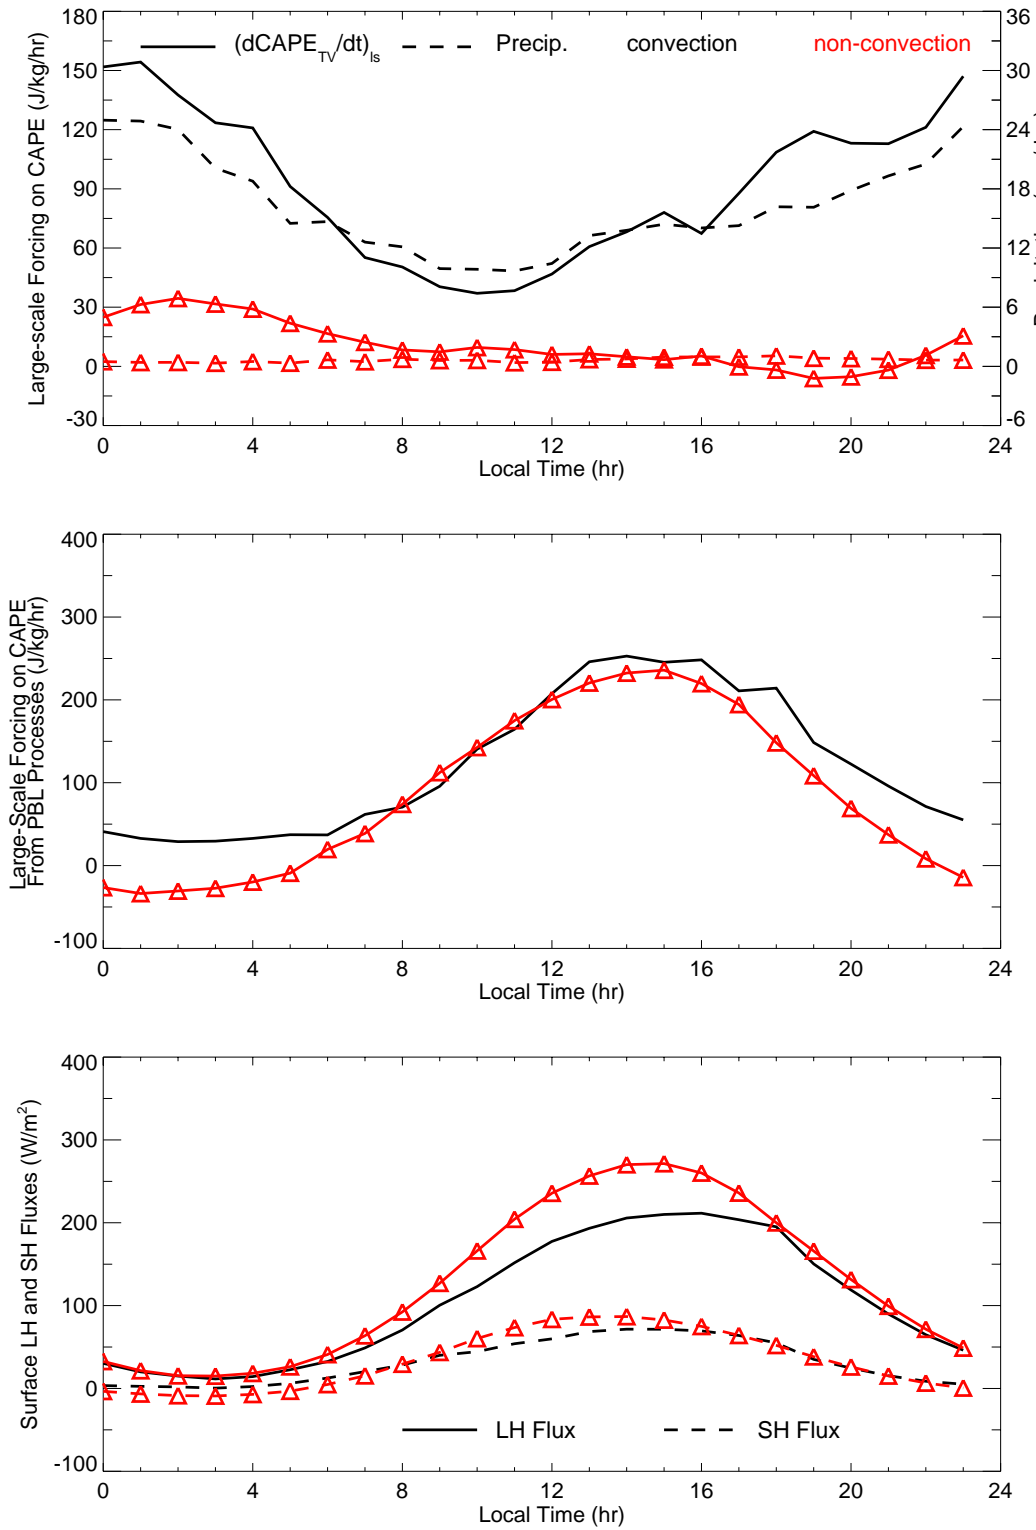 180
150
120
90
60
30
0
-30
36
30
24
18
12
6
0
-6
Large-scale Forcing on CAPE (J/kg/hr)
(dCAPE_TV/dt)_ls Precip. convection non-convection
0 4 8 12 16 20 24
Local Time (hr)
400
300
200
100
0
-100
Large-Scale Forcing on CAPE
From PBL Processes (J/kg/hr)
0 4 8 12 16 20 24
Local Time (hr)
400
300
200
100
0
-100
Surface LH and SH Fluxes (W/m²)
LH Flux SH Flux
0 4 8 12 16 20 24
Local Time (hr)